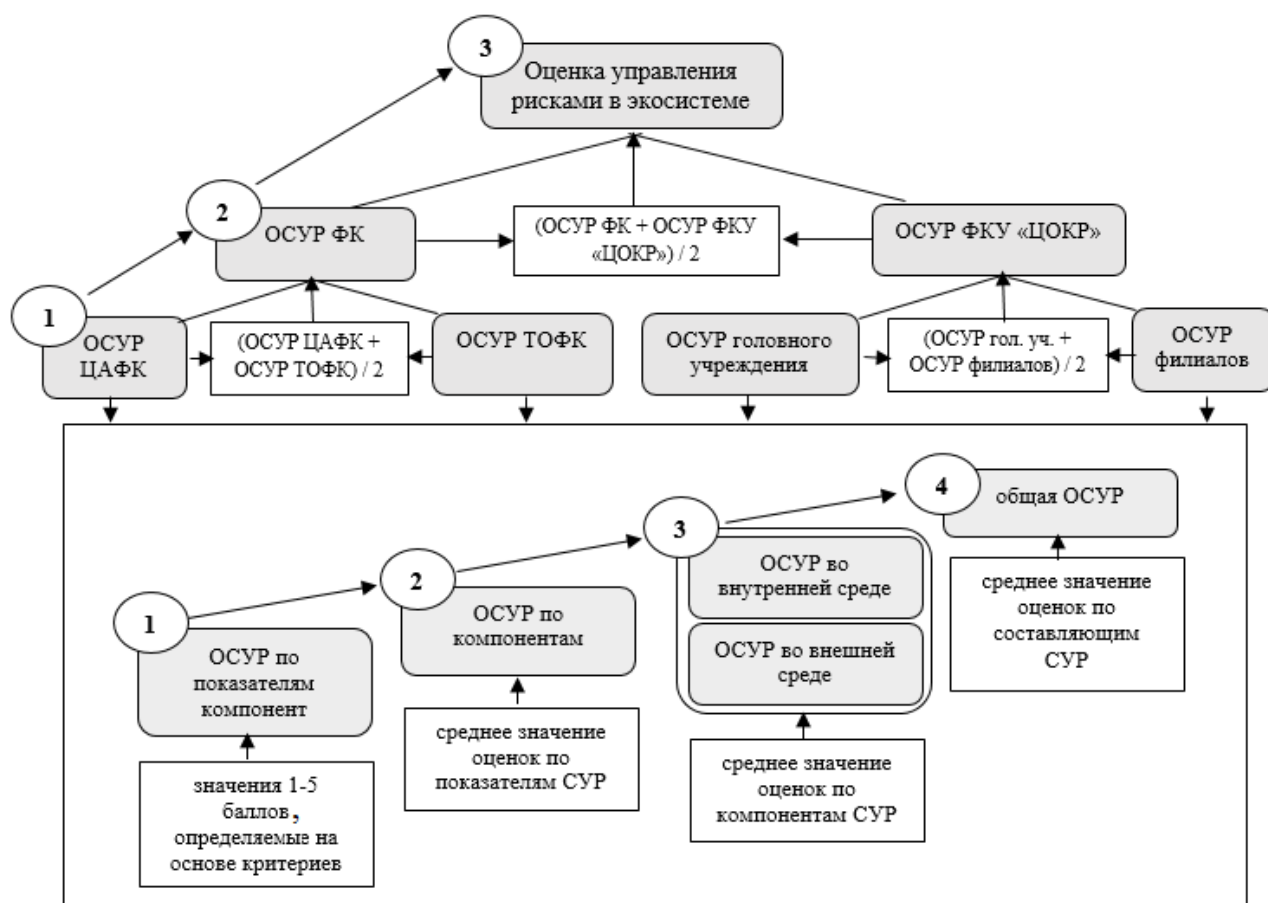 3
Оценка управления
рисками в экосистеме
2
ОСУР ФК
(ОСУР ФК + ОСУР ФКУ
«ЦОКР») / 2
ОСУР ФКУ «ЦОКР»
1
ОСУР
ЦАФК
(ОСУР ЦАФК +
ОСУР ТОФК) / 2
ОСУР ТОФК
ОСУР головного
учреждения
(ОСУР гол. уч. +
ОСУР филиалов) / 2
ОСУР
филиалов
1
ОСУР по
показателям
компонент
значения 1-5
баллов,
определяемые на
основе критериев
2
ОСУР по
компонентам
среднее значение
оценок по
показателям СУР
3
ОСУР во
внутренней среде
ОСУР во внешней
среде
среднее значение
оценок по
компонентам СУР
4
общая ОСУР
среднее значение
оценок по
составляющим
СУР